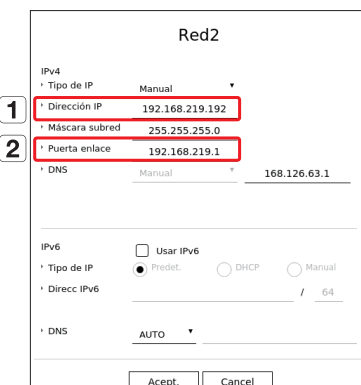 Red2
IPv4
Tipo de IP Manual
1 Dirección IP 192.168.219.192
Máscara subred 255.255.255.0
2 Puerta enlace 192.168.219.1
DNS Manual 168.126.63.1
IPv6 Usar IPv6
Tipo de IP Predet. DHCP Manual
Direcc IPv6 / 64
DNS AUTO
Acept. Cancel